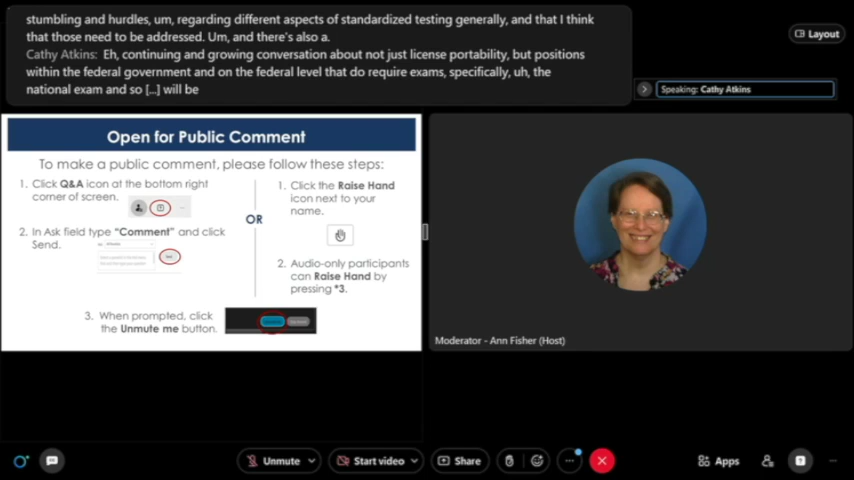 stumbling and hurdles, um, regarding different aspects of standardized testing generally, and that I think
that those need to be addressed. Um, and there's also a.
Cathy Atkins: Eh, continuing and growing conversation about not just license portability, but positions
within the federal government and on the federal level that do require exams, specifically, uh, the
national exam and so [...] will be
Layout
Speaking: Cathy Atkins
Open for Public Comment
To make a public comment, please follow these steps:
1. Click Q&A icon at the bottom right
corner of screen.
2. In Ask field type "Comment" and click
Send.
OR
1. Click the Raise Hand
icon next to your
name.
2. Audio-only participants
can Raise Hand by
pressing *3.
3. When prompted, click
the Unmute me button.
Moderator - Ann Fisher (Host)
Unmute
Start video
Share
Apps